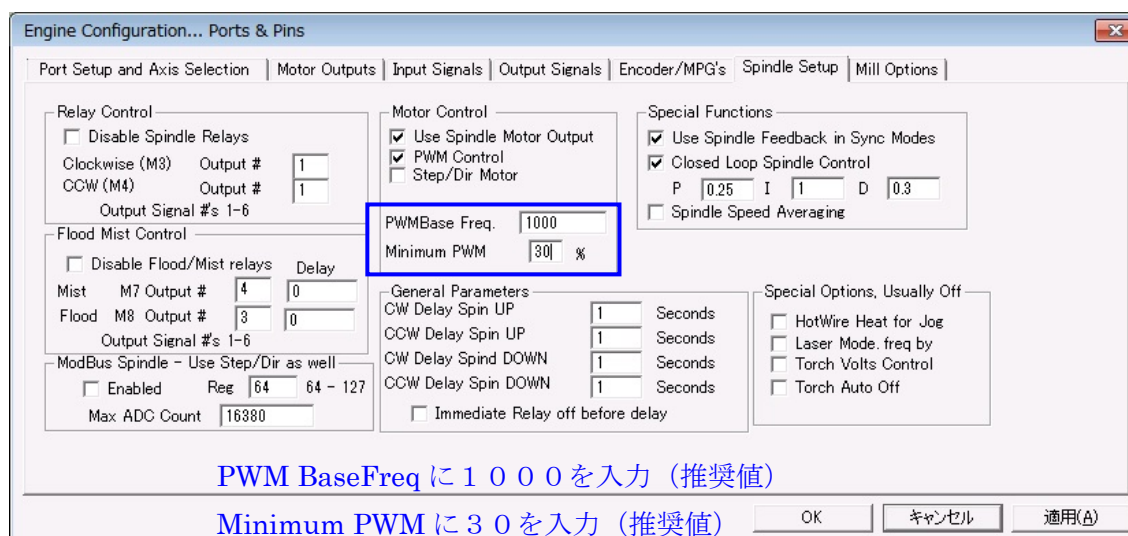 Engine Configuration... Ports & Pins
Port Setup and Axis Selection Motor Outputs Input Signals Output Signals Encoder/MPG's Spindle Setup Mill Options
Relay Control
Disable Spindle Relays
Clockwise (M3) Output # 1
CCW (M4) Output # 1
Output Signal #'s 1-6
Flood Mist Control
Disable Flood/Mist relays Delay
Mist M7 Output # 4 0
Flood M8 Output # 3 0
Output Signal #'s 1-6
ModBus Spindle - Use Step/Dir as well
Enabled Reg 64 64 - 127
Max ADC Count 16380
Motor Control
Use Spindle Motor Output
PWM Control
Step/Dir Motor
PWMBase Freq. 1000
Minimum PWM 30 %
General Parameters
CW Delay Spin UP 1 Seconds
CCW Delay Spin UP 1 Seconds
CW Delay Spind DOWN 1 Seconds
CCW Delay Spin DOWN 1 Seconds
Immediate Relay off before delay
Special Functions
Use Spindle Feedback in Sync Modes
Closed Loop Spindle Control
P 0.25 I 1 D 0.3
Spindle Speed Averaging
Special Options, Usually Off
HotWire Heat for Jog
Laser Mode. freq by
Torch Volts Control
Torch Auto Off
PWM BaseFreq に１０００を入力（推奨値）
Minimum PWM に３０を入力（推奨値）
OK キャンセル 適用(A)